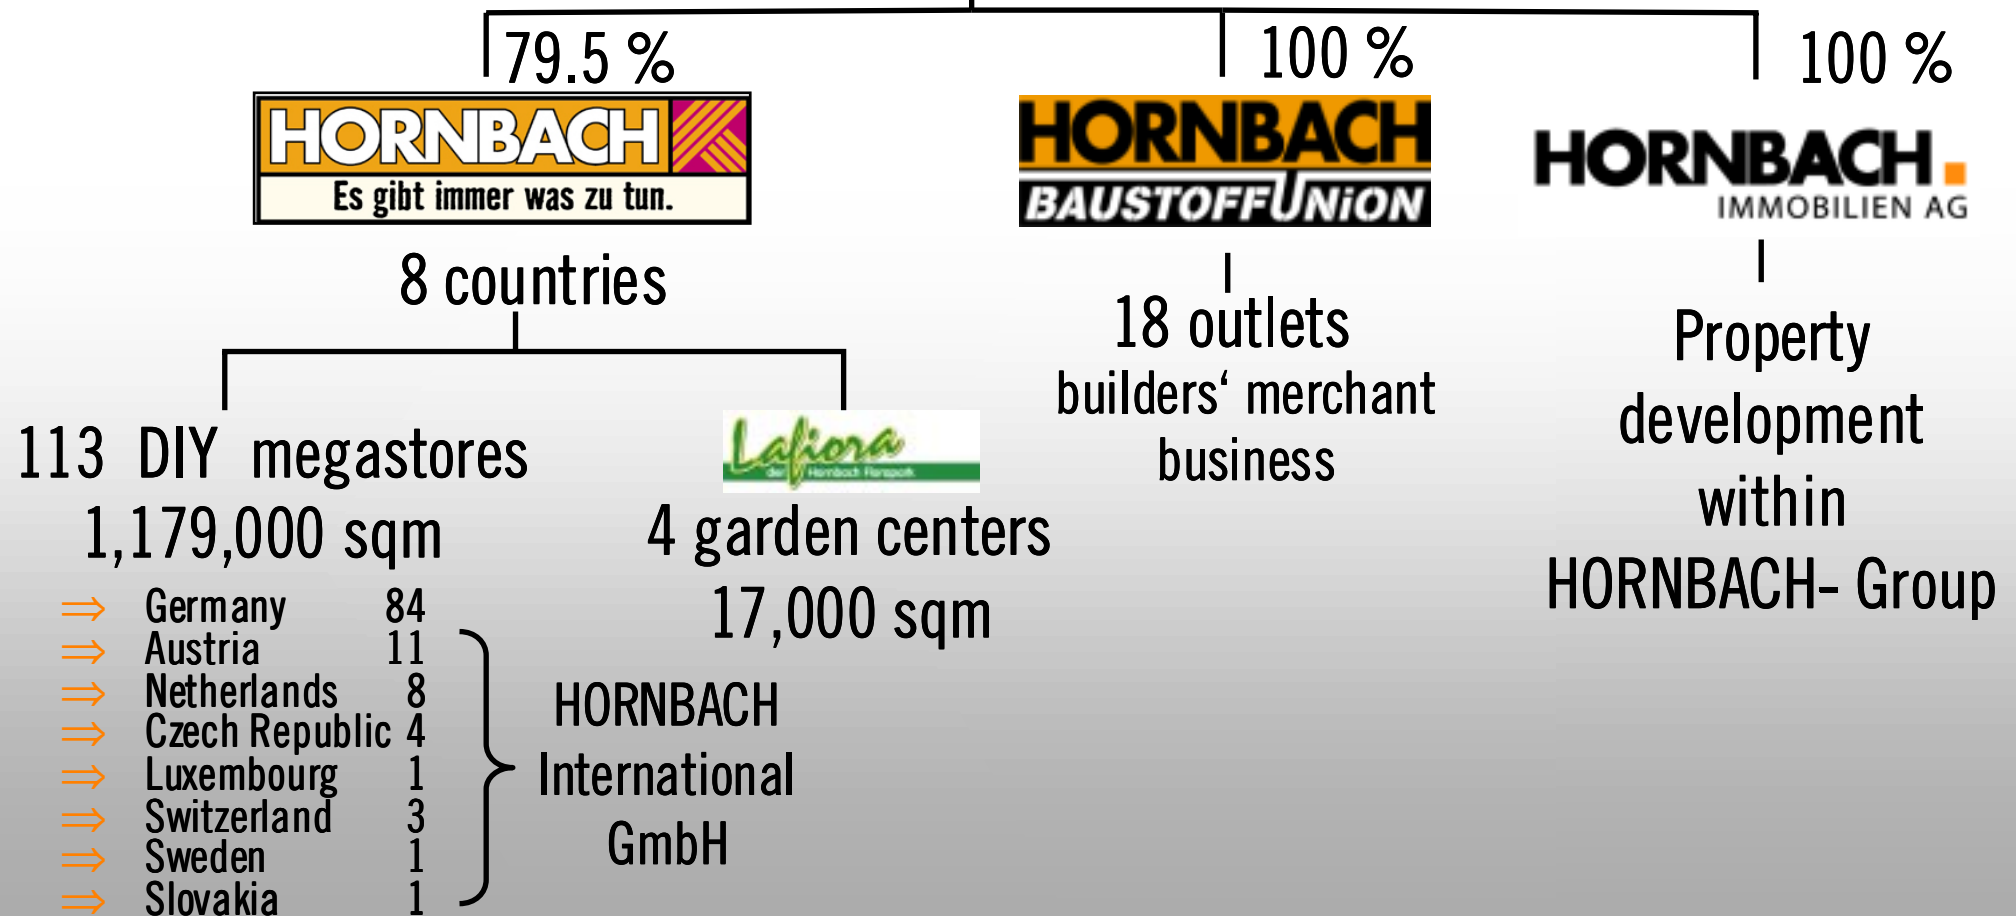 79.5 %
100 %
100 %
HORNBACH
Es gibt immer was zu tun.
HORNBACH
BAUSTOFFUNiON
HORNBACH.
IMMOBILIEN AG
8 countries
18 outlets
builders‘ merchant
business
Property
development
within
HORNBACH- Group
113 DIY megastores
1,179,000 sqm
Lafiora
der Hornbach Florapark
4 garden centers
17,000 sqm
⇒ Germany 84
⇒ Austria 11
⇒ Netherlands 8
⇒ Czech Republic 4
⇒ Luxembourg 1
⇒ Switzerland 3
⇒ Sweden 1
⇒ Slovakia 1
HORNBACH
International
GmbH